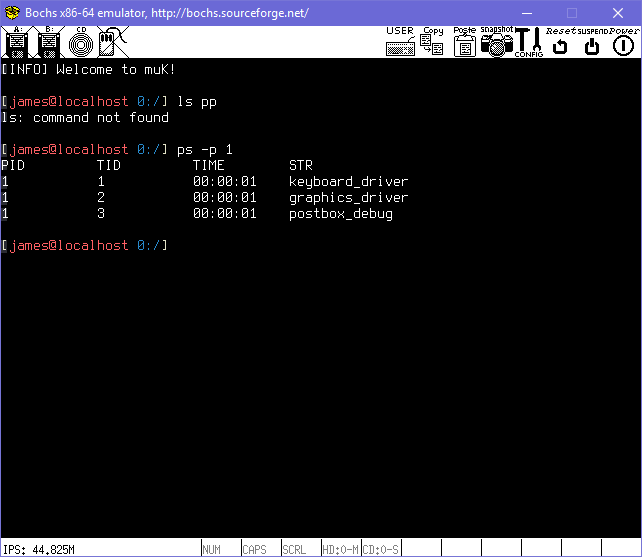 Bochs x86-64 emulator, http://bochs.sourceforge.net/
A: B: CD USER Copy Paste snapshot CONFIG Reset SUSPEND Power
[INFO] Welcome to muK!
[james@localhost 0:/] ls pp
ls: command not found
[james@localhost 0:/] ps -p 1
PID TID TIME STR
1 1 00:00:01 keyboard_driver
1 2 00:00:01 graphics_driver
1 3 00:00:01 postbox_debug
[james@localhost 0:/]
IPS: 44.825M NUM CAPS SCRL HD:0-M CD:0-S